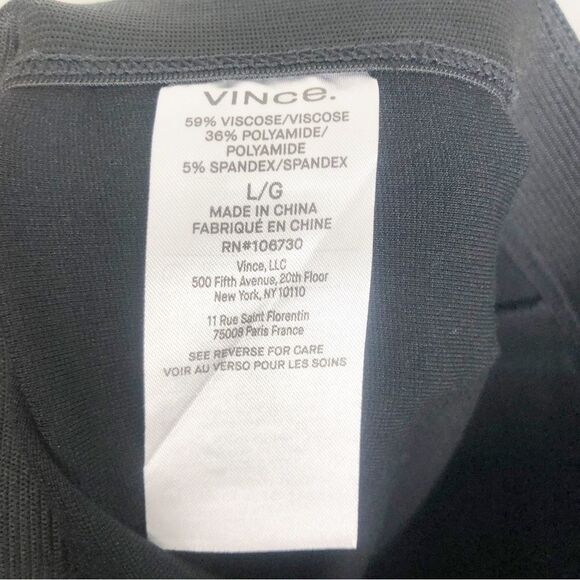 VINCe.
59% VISCOSE/VISCOSE
36% POLYAMIDE/
POLYAMIDE
5% SPANDEX/SPANDEX
L/G
MADE IN CHINA
FABRIQUÉ EN CHINE
RN#106730
Vince, LLC
500 Fifth Avenue, 20th Floor
New York, NY 10110
11 Rue Saint Florentin
75008 Paris France
SEE REVERSE FOR CARE
VOIR AU VERSO POUR LES SOINS